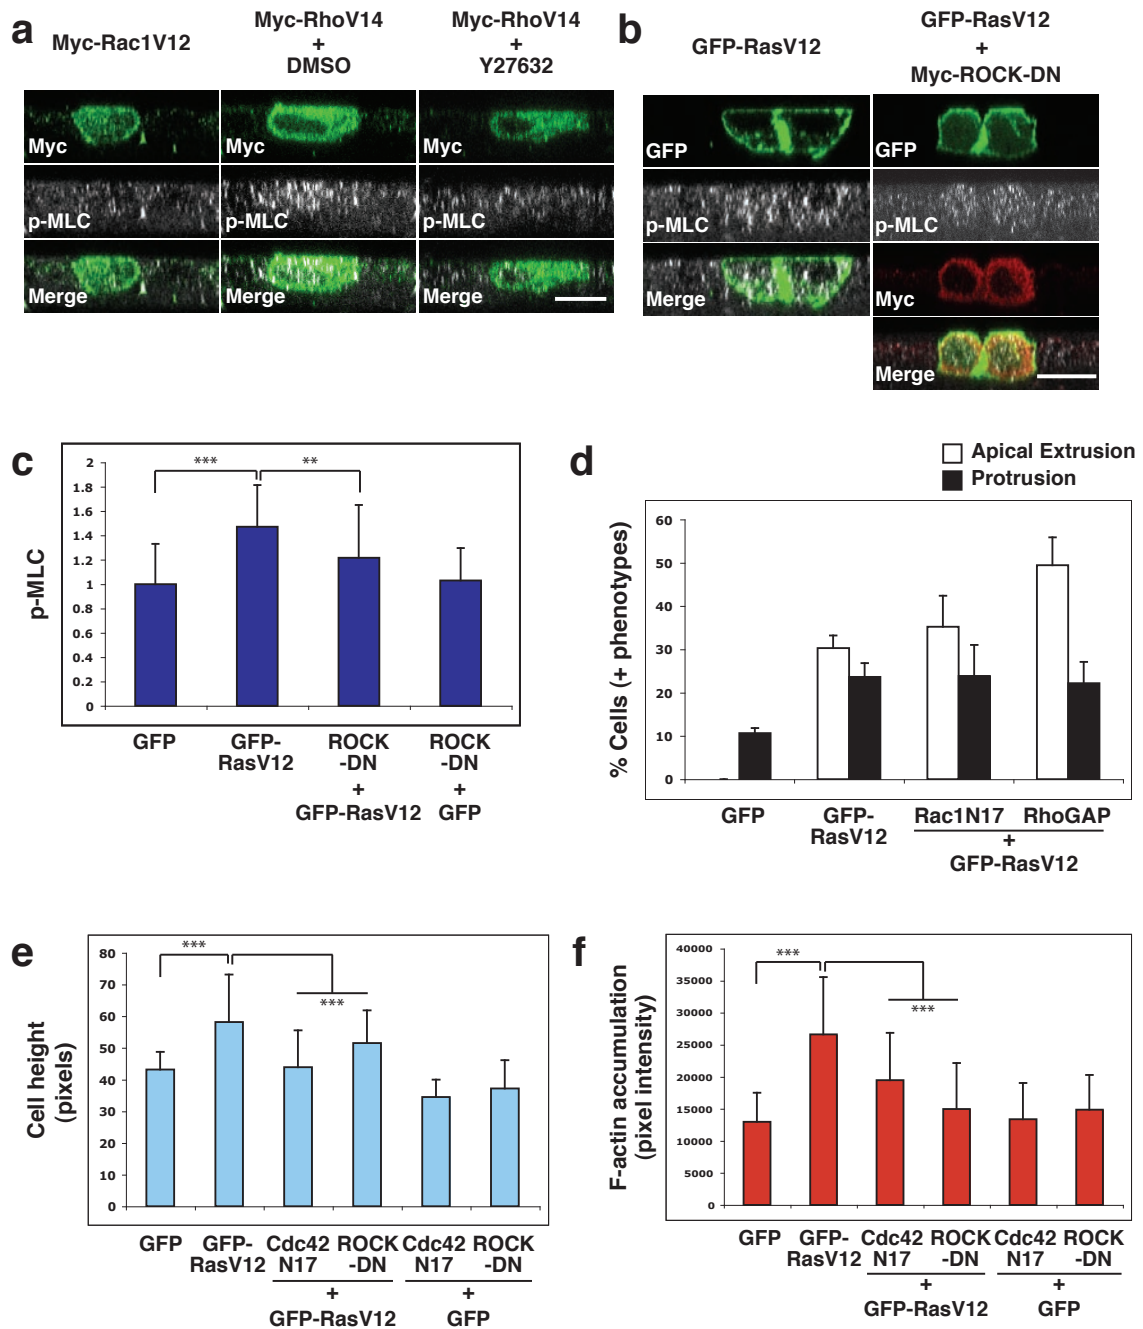 a
Myc-Rac1V12
Myc-RhoV14
+
DMSO
Myc-RhoV14
+
Y27632
Myc
Myc
Myc
p-MLC
p-MLC
p-MLC
Merge
Merge
Merge
b
GFP-RasV12
GFP-RasV12
+
Myc-ROCK-DN
GFP
GFP
p-MLC
p-MLC
Merge
Myc
Merge
c
p-MLC
2
1.8
1.6
1.4
1.2
1
0.8
0.6
0.4
0.2
0
***
**
GFP
GFP-
RasV12
ROCK
-DN
+
GFP-RasV12
ROCK
-DN
+
GFP
d
Apical Extrusion
Protrusion
% Cells (+ phenotypes)
60
50
40
30
20
10
0
GFP
GFP-
RasV12
Rac1N17
RhoGAP
+
GFP-RasV12
e
Cell height
(pixels)
80
70
60
50
40
30
20
10
0
***
***
GFP
GFP-
RasV12
Cdc42
N17
ROCK
-DN
+
GFP-RasV12
Cdc42
N17
ROCK
-DN
+
GFP
f
F-actin accumulation
(pixel intensity)
40000
35000
30000
25000
20000
15000
10000
5000
0
***
***
GFP
GFP-
RasV12
Cdc42
N17
ROCK
-DN
+
GFP-RasV12
Cdc42
N17
ROCK
-DN
+
GFP